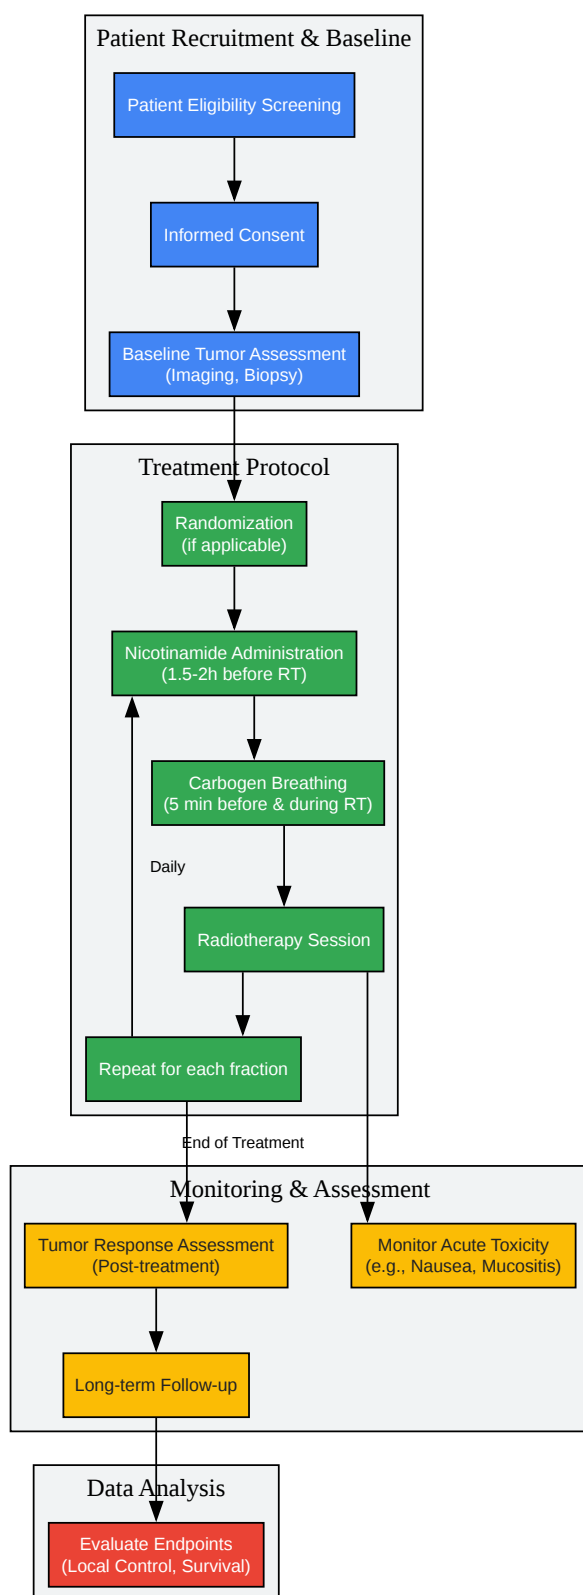 Patient Recruitment & Baseline
Patient Eligibility Screening
Informed Consent
Baseline Tumor Assessment
(Imaging, Biopsy)
Treatment Protocol
Randomization
(if applicable)
Nicotinamide Administration
(1.5-2h before RT)
Carbogen Breathing
(5 min before & during RT)
Daily
Radiotherapy Session
Repeat for each fraction
End of Treatment
Monitoring & Assessment
Tumor Response Assessment
(Post-treatment)
Monitor Acute Toxicity
(e.g., Nausea, Mucositis)
Long-term Follow-up
Data Analysis
Evaluate Endpoints
(Local Control, Survival)